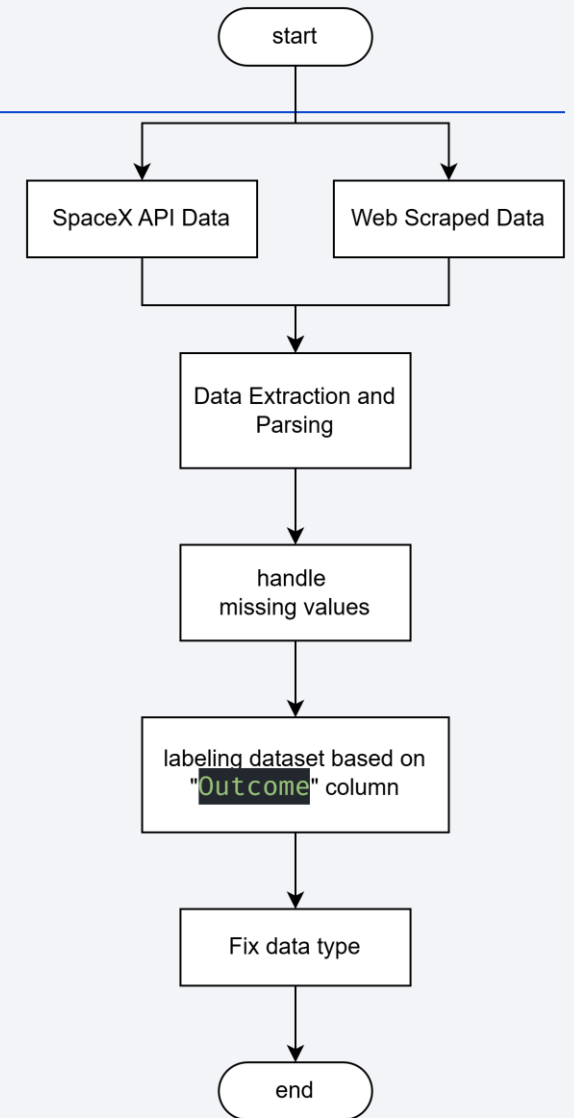 start
SpaceX API Data
Web Scraped Data
Data Extraction and
Parsing
handle
missing values
labeling dataset based on
"Outcome" column
Fix data type
end